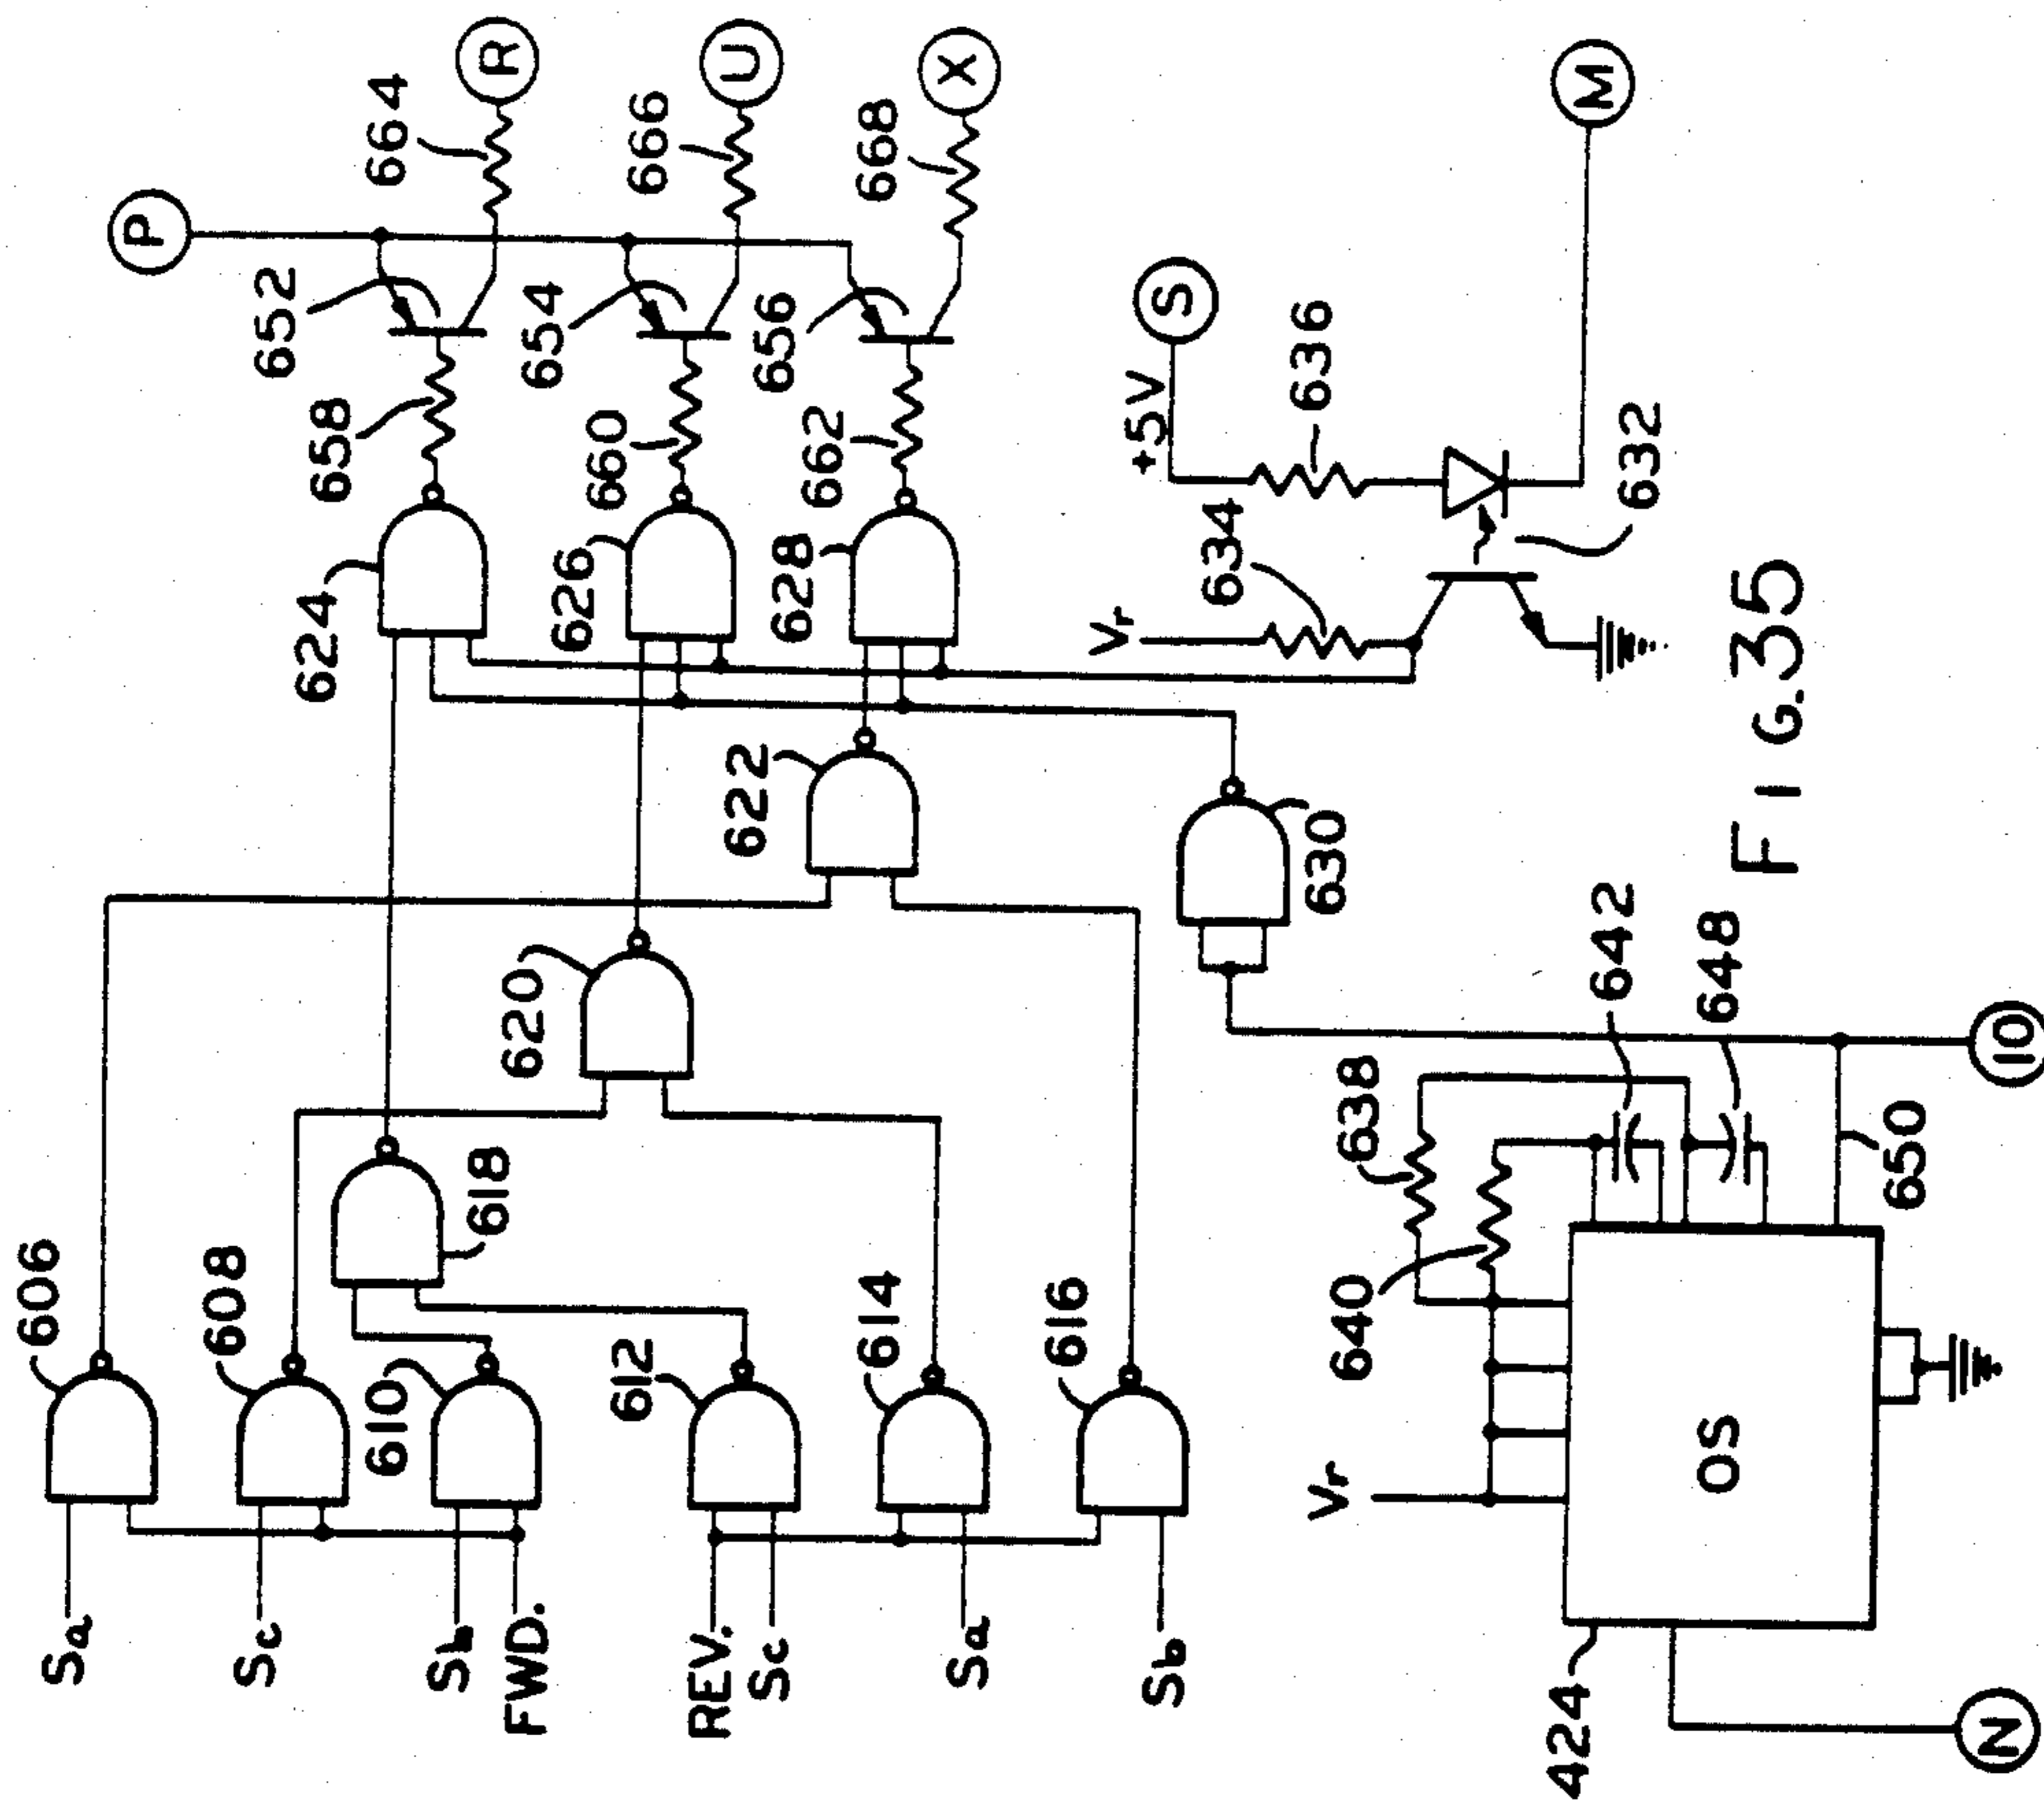 P
R
U
X
652
664
654
666
656
668
658
660
662
624
626
628
622
620
618
606
608
610
612
614
616
630
Sa
Sc
Sb
FWD.
REV.
Sc
Sa
Sb
S
+5V
636
634
Vr
632
M
638
640
642
648
650
Vr
OS
424
N
10
FIG. 35